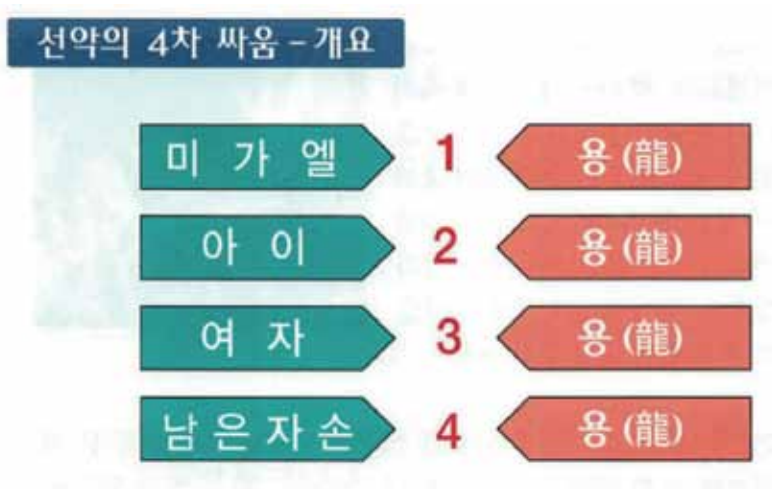 선악의 4차 싸움 – 개요
미 가 엘 1 용 (龍)
아 이 2 용 (龍)
여 자 3 용 (龍)
남 은 자 손 4 용 (龍)